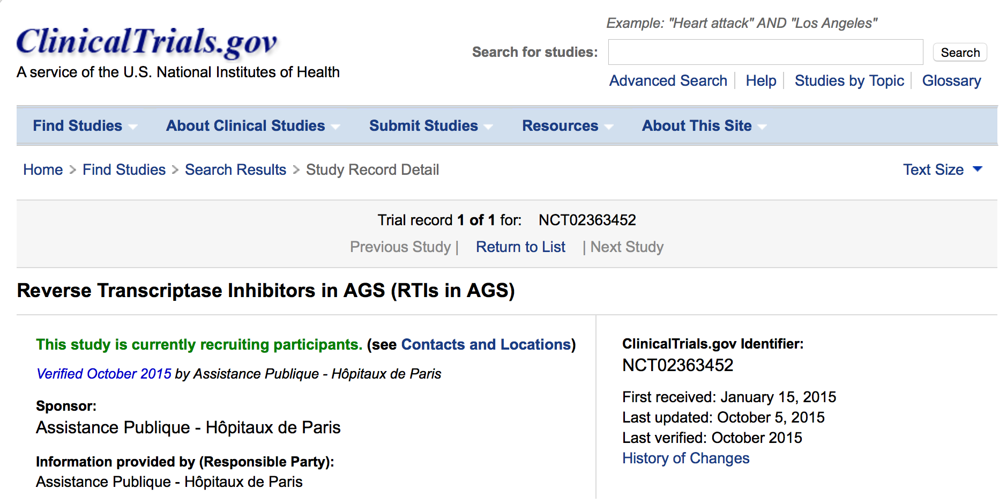 ClinicalTrials.gov
A service of the U.S. National Institutes of Health
Example: "Heart attack" AND "Los Angeles"
Search for studies:
Search
Advanced Search | Help | Studies by Topic | Glossary
Find Studies About Clinical Studies Submit Studies Resources About This Site
Home > Find Studies > Search Results > Study Record Detail
Text Size
Trial record 1 of 1 for: NCT02363452
Previous Study | Return to List | Next Study
Reverse Transcriptase Inhibitors in AGS (RTIs in AGS)
This study is currently recruiting participants. (see Contacts and Locations)
Verified October 2015 by Assistance Publique - Hôpitaux de Paris
Sponsor:
Assistance Publique - Hôpitaux de Paris
Information provided by (Responsible Party):
Assistance Publique - Hôpitaux de Paris
ClinicalTrials.gov Identifier:
NCT02363452
First received: January 15, 2015
Last updated: October 5, 2015
Last verified: October 2015
History of Changes